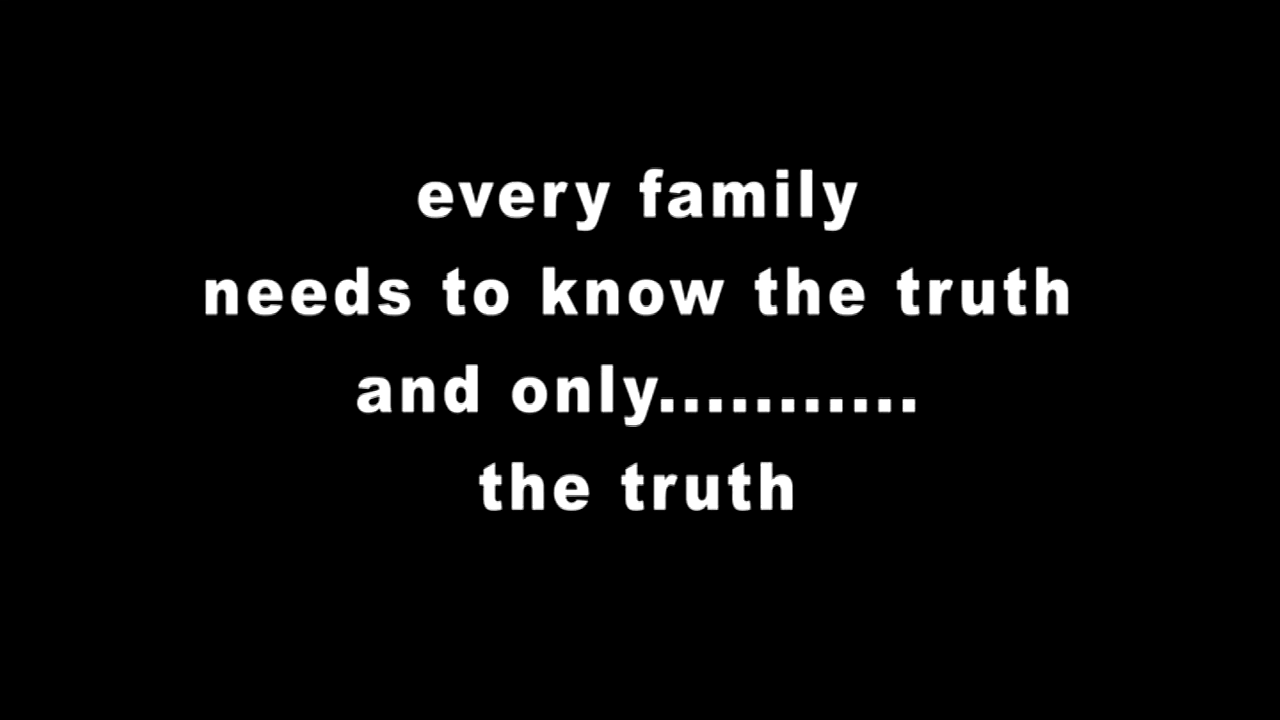 every family
needs to know the truth
and only...........
the truth